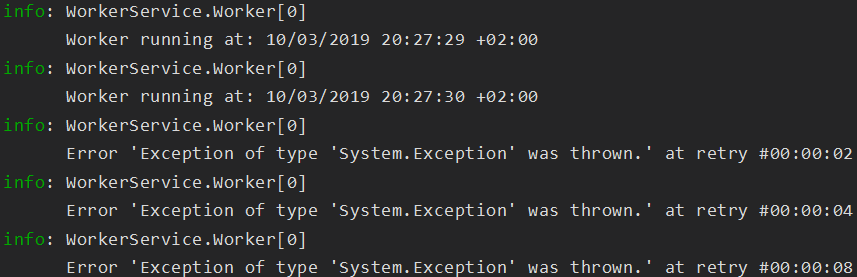 info: WorkerService.Worker[0]
Worker running at: 10/03/2019 20:27:29 +02:00
info: WorkerService.Worker[0]
Worker running at: 10/03/2019 20:27:30 +02:00
info: WorkerService.Worker[0]
Error 'Exception of type 'System.Exception' was thrown.' at retry #00:00:02
info: WorkerService.Worker[0]
Error 'Exception of type 'System.Exception' was thrown.' at retry #00:00:04
info: WorkerService.Worker[0]
Error 'Exception of type 'System.Exception' was thrown.' at retry #00:00:08